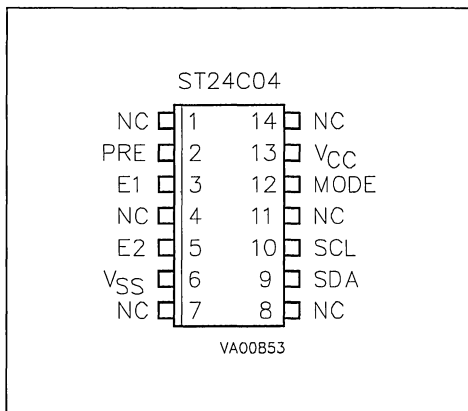 ST24C04
NC 1 14 NC
PRE 2 13 VCC
E1 3 12 MODE
NC 4 11 NC
E2 5 10 SCL
VSS 6 9 SDA
NC 7 8 NC
VA00853